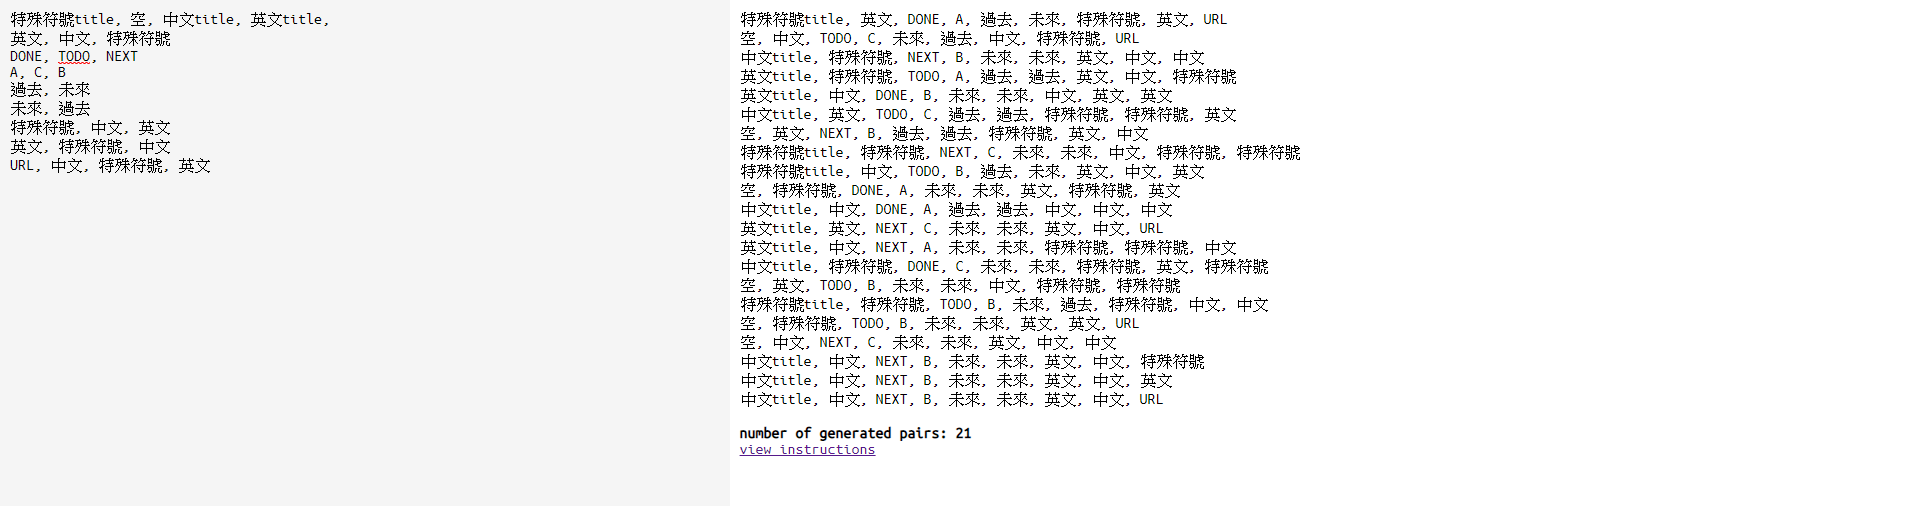 特殊符號title, 空, 中文title, 英文title,
英文, 中文, 特殊符號
DONE, TODO, NEXT
A, C, B
過去, 未來
未來, 過去
特殊符號, 中文, 英文
英文, 特殊符號, 中文
URL, 中文, 特殊符號, 英文
特殊符號title, 英文, DONE, A, 過去, 未來, 特殊符號, 英文, URL
空, 中文, TODO, C, 未來, 過去, 中文, 特殊符號, URL
中文title, 特殊符號, NEXT, B, 未來, 未來, 英文, 中文, 中文
英文title, 特殊符號, TODO, A, 過去, 過去, 英文, 中文, 特殊符號
英文title, 中文, DONE, B, 未來, 未來, 中文, 英文, 英文
中文title, 英文, TODO, C, 過去, 過去, 特殊符號, 特殊符號, 英文
空, 英文, NEXT, B, 過去, 過去, 特殊符號, 英文, 中文
特殊符號title, 特殊符號, NEXT, C, 未來, 未來, 中文, 特殊符號, 特殊符號
特殊符號title, 中文, TODO, B, 過去, 未來, 英文, 中文, 英文
空, 特殊符號, DONE, A, 未來, 未來, 英文, 特殊符號, 英文
中文title, 中文, DONE, A, 過去, 過去, 中文, 中文, 中文
英文title, 英文, NEXT, C, 未來, 未來, 英文, 中文, URL
英文title, 中文, NEXT, A, 未來, 未來, 特殊符號, 特殊符號, 中文
中文title, 特殊符號, DONE, C, 未來, 未來, 特殊符號, 英文, 特殊符號
空, 英文, TODO, B, 未來, 未來, 中文, 特殊符號, 特殊符號
特殊符號title, 特殊符號, TODO, B, 未來, 過去, 特殊符號, 中文, 中文
空, 特殊符號, TODO, B, 未來, 未來, 英文, 英文, URL
空, 中文, NEXT, C, 未來, 未來, 英文, 中文, 中文
中文title, 中文, NEXT, B, 未來, 未來, 英文, 中文, 特殊符號
中文title, 中文, NEXT, B, 未來, 未來, 英文, 中文, 英文
中文title, 中文, NEXT, B, 未來, 未來, 英文, 中文, URL
number of generated pairs: 21
view instructions